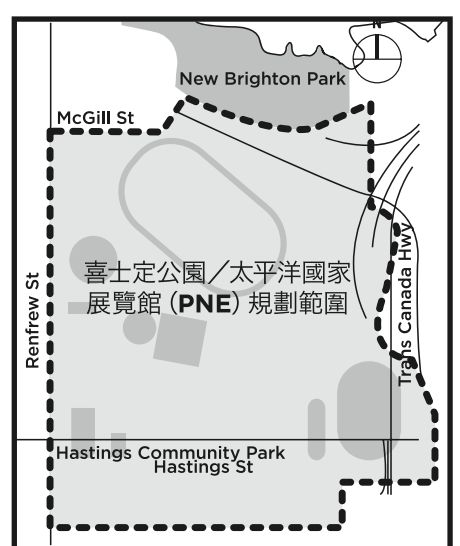 N
New Brighton Park
McGill St
喜士定公園／太平洋國家
展覽館（PNE）規劃範圍
Renfrew St
Trans Canada Hwy
Hastings Community Park
Hastings St